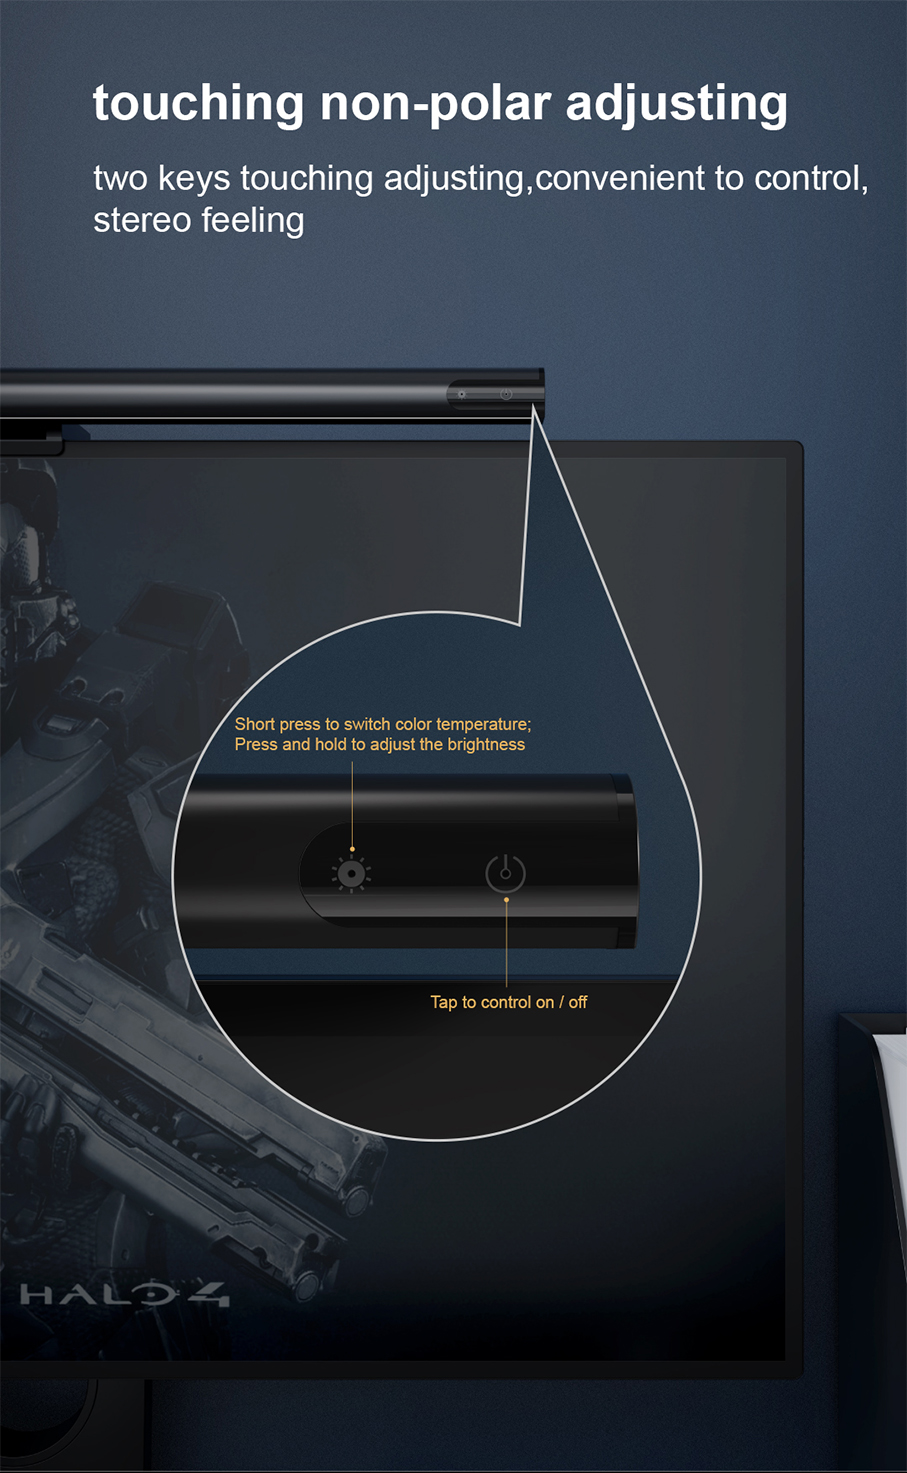 touching non-polar adjusting
two keys touching adjusting,convenient to control,
stereo feeling
Short press to switch color temperature;
Press and hold to adjust the brightness
Tap to control on / off
HALO 4